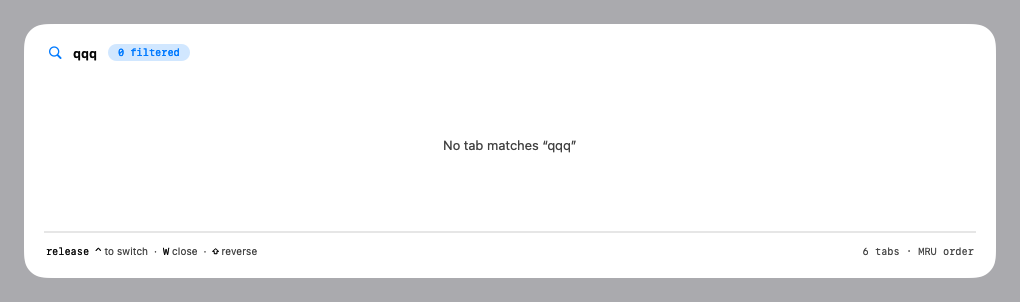 qqq 0 filtered
No tab matches “qqq”
release ^ to switch · W close · ⇧ reverse
6 tabs · MRU order